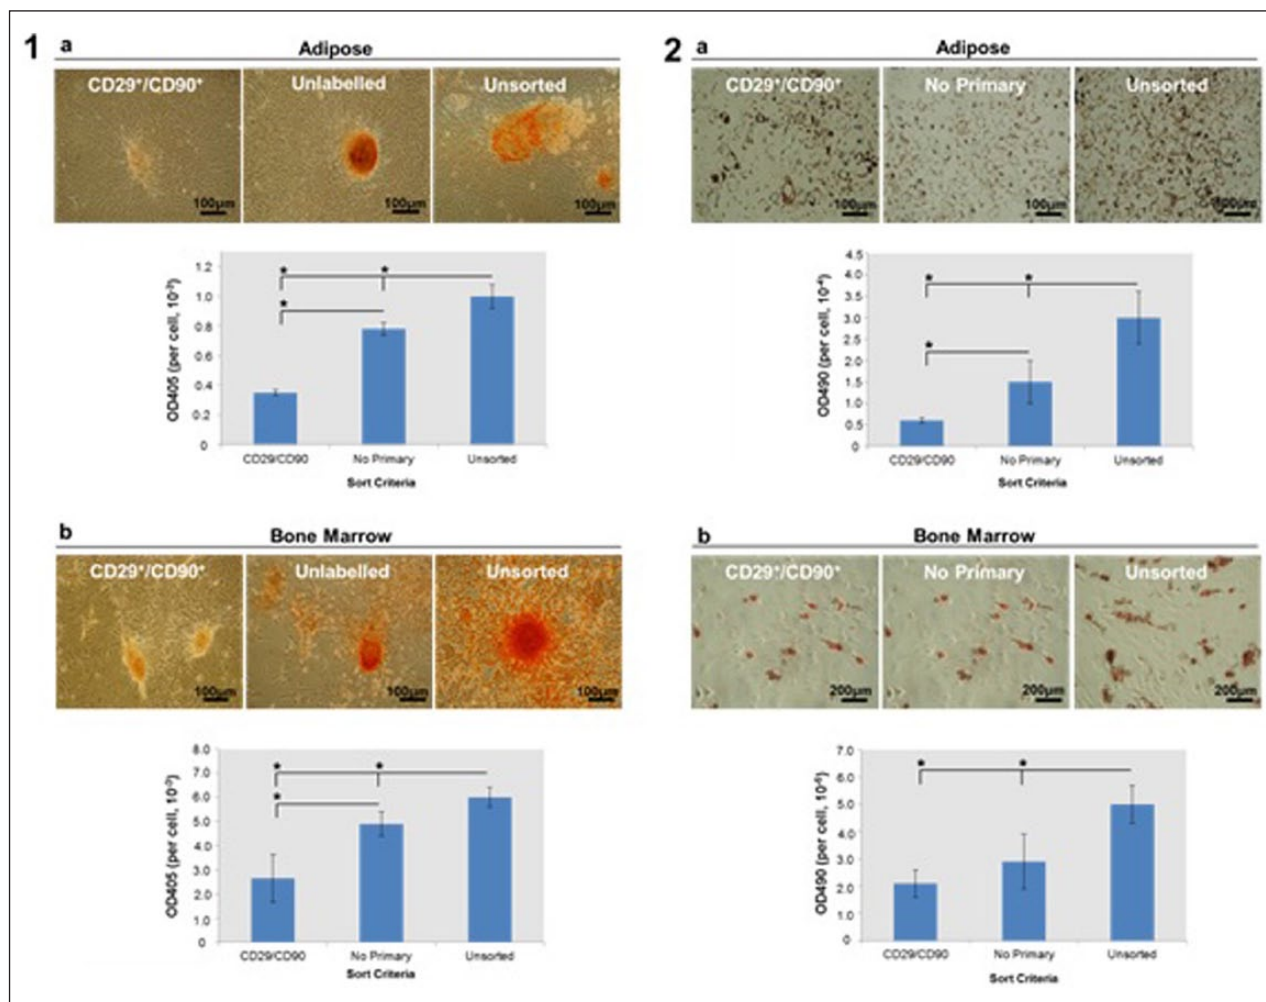 1
a
Adipose
CD29⁺/CD90⁺ Unlabelled Unsorted
100μm 100μm 100μm
OD405 (per cell, 10⁻³)
1.2
1.0
0.8
0.6
0.4
0.2
0
* *
*
CD29/CD90 No Primary Unsorted
Sort Criteria
b
Bone Marrow
CD29⁺/CD90⁺ Unlabelled Unsorted
100μm 100μm 100μm
OD405 (per cell, 10⁻³)
8.0
7.0
6.0
5.0
4.0
3.0
2.0
0
* *
*
CD29/CD90 No Primary Unsorted
Sort Criteria
2
a
Adipose
CD29⁺/CD90⁺ No Primary Unsorted
100μm 100μm 100μm
OD490 (per cell, 10⁻⁴)
4.5
4.0
3.5
3.0
2.5
2.0
1.5
1.0
0.5
0
* *
*
CD29/CD90 No Primary Unsorted
Sort Criteria
b
Bone Marrow
CD29⁺/CD90⁺ No Primary Unsorted
200μm 200μm 200μm
OD490 (per cell,
7.0
6.0
5.0
4.0
3.0
2.0
1.0
0
* *
CD29/CD90 No Primary Unsorted
Sort Criteria